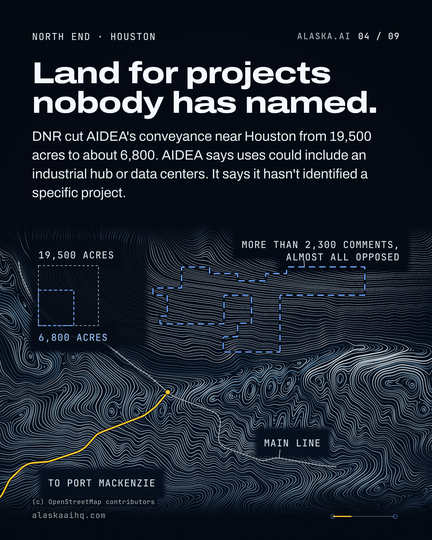 NORTH END · HOUSTON
ALASKA.AI 04 / 09
Land for projects
nobody has named.
DNR cut AIDEA's conveyance near Houston from 19,500
acres to about 6,800. AIDEA says uses could include an
industrial hub or data centers. It says it hasn't identified a
specific project.
MORE THAN 2,300 COMMENTS,
ALMOST ALL OPPOSED
19,500 ACRES
6,800 ACRES
MAIN LINE
TO PORT MACKENZIE
(c) OpenStreetMap contributors
alaskaaihq.com